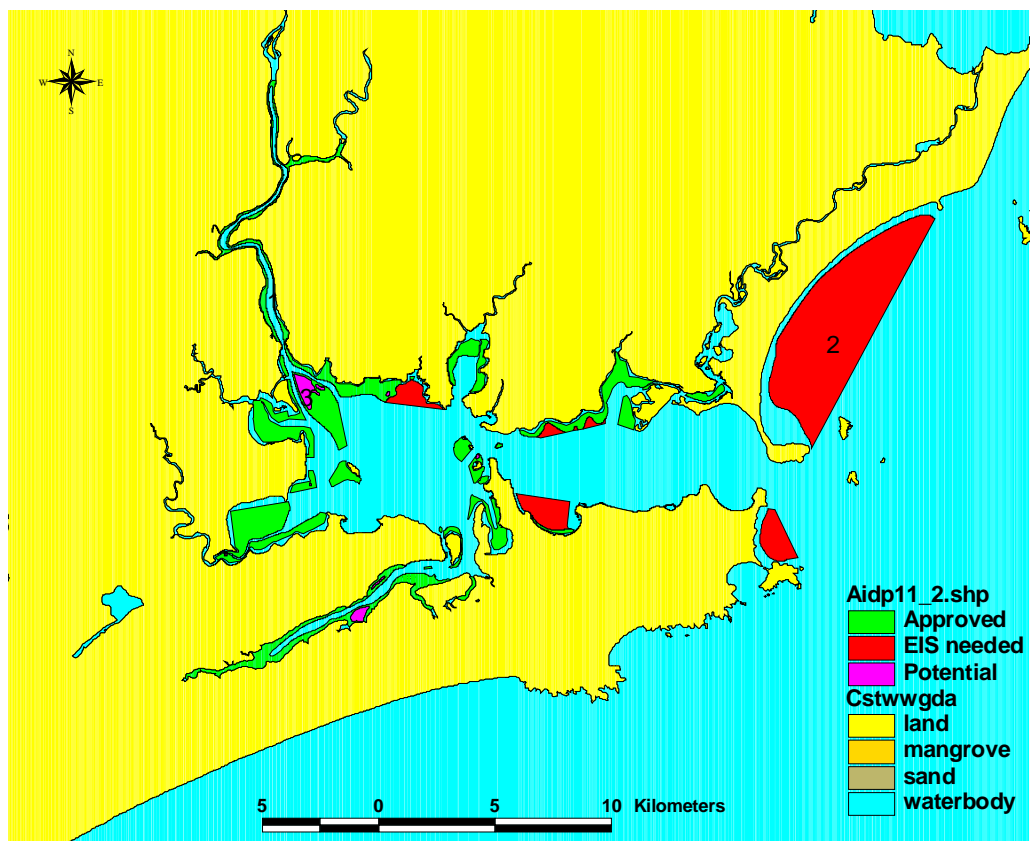 N
W E
S
2
Aidp11_2.shp
Approved
EIS needed
Potential
Cstwwgda
land
mangrove
sand
waterbody
5 0 5 10 Kilometers